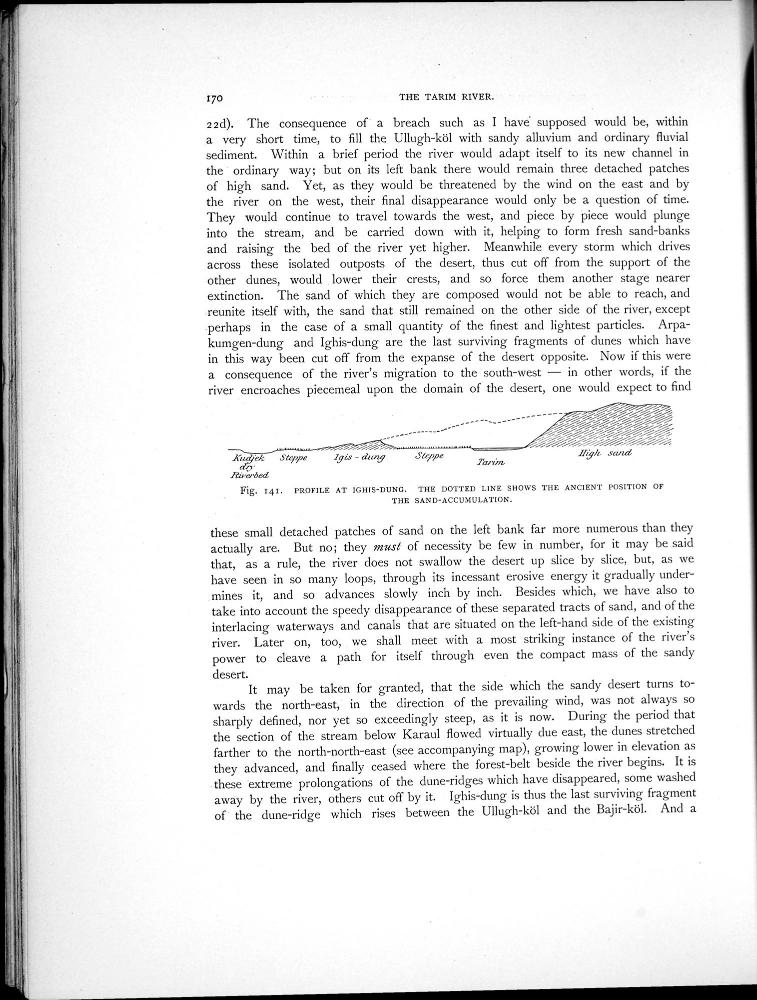 170
THE TARIM RIVER.
22d). The consequence of a breach such as I have supposed would be, within
a very short time, to fill the Ullugh-köl with sandy alluvium and ordinary fluvial
sediment. Within a brief period the river would adapt itself to its new channel in
the ordinary way; but on its left bank there would remain three detached patches
of high sand. Yet, as they would be threatened by the wind on the east and by
the river on the west, their final disappearance would only be a question of time.
They would continue to travel towards the west, and piece by piece would plunge
into the stream, and be carried down with it, helping to form fresh sand-banks
and raising the bed of the river yet higher. Meanwhile every storm which drives
across these isolated outposts of the desert, thus cut off from the support of the
other dunes, would lower their crests, and so force them another stage nearer
extinction. The sand of which they are composed would not be able to reach, and
reunite itself with, the sand that still remained on the other side of the river, except
perhaps in the case of a small quantity of the finest and lightest particles. Arpa-
kumgen-dung and Ighis-dung are the last surviving fragments of dunes which have
in this way been cut off from the expanse of the desert opposite. Now if this were
a consequence of the river's migration to the south-west — in other words, if the
river encroaches piecemeal upon the domain of the desert, one would expect to find
Kudjek
dry
Riverbed
Steppe
Igis-dung
Steppe
Tarim
High sand
Fig. 141. PROFILE AT IGHIS-DUNG. THE DOTTED LINE SHOWS THE ANCIENT POSITION OF
THE SAND-ACCUMULATION.
these small detached patches of sand on the left bank far more numerous than they
actually are. But no; they must of necessity be few in number, for it may be said
that, as a rule, the river does not swallow the desert up slice by slice, but, as we
have seen in so many loops, through its incessant erosive energy it gradually under-
mines it, and so advances slowly inch by inch. Besides which, we have also to
take into account the speedy disappearance of these separated tracts of sand, and of the
interlacing waterways and canals that are situated on the left-hand side of the existing
river. Later on, too, we shall meet with a most striking instance of the river's
power to cleave a path for itself through even the compact mass of the sandy
desert.
It may be taken for granted, that the side which the sandy desert turns to-
wards the north-east, in the direction of the prevailing wind, was not always so
sharply defined, nor yet so exceedingly steep, as it is now. During the period that
the section of the stream below Karaul flowed virtually due east, the dunes stretched
farther to the north-north-east (see accompanying map), growing lower in elevation as
they advanced, and finally ceased where the forest-belt beside the river begins. It is
these extreme prolongations of the dune-ridges which have disappeared, some washed
away by the river, others cut off by it. Ighis-dung is thus the last surviving fragment
of the dune-ridge which rises between the Ullugh-köl and the Bajir-köl. And a